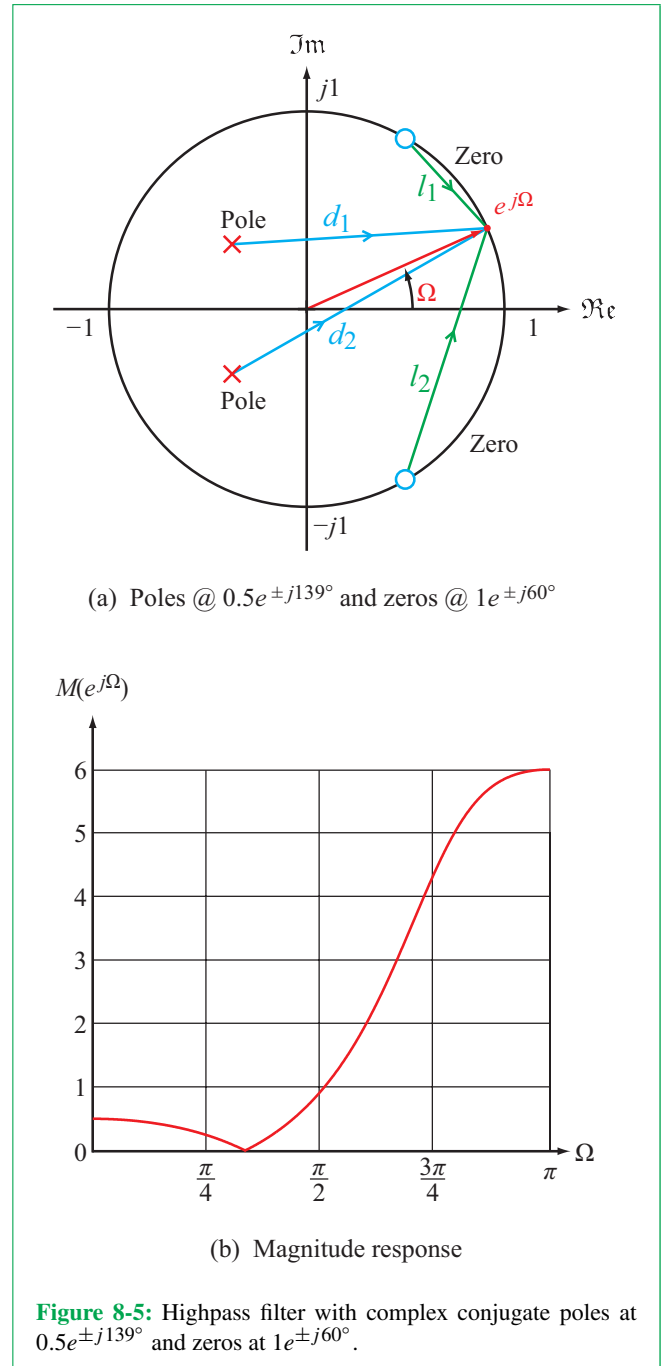 ℑm
j1
Zero
l₁
e^{jΩ}
Pole
d₁
Ω
−1
1
ℜe
d₂
l₂
Pole
Zero
−j1
(a) Poles @ 0.5e^{±j139°} and zeros @ 1e^{±j60°}
M(e^{jΩ})
6
5
4
3
2
1
0
Ω
π/4
π/2
3π/4
π
(b) Magnitude response
Figure 8-5: Highpass filter with complex conjugate poles at
0.5e^{±j139°} and zeros at 1e^{±j60°}.